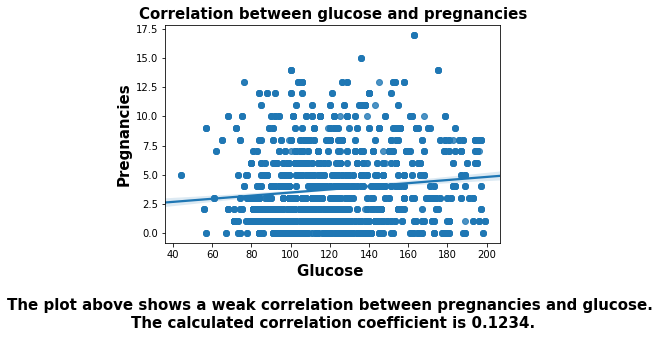 Correlation between glucose and pregnancies
17.5
15.0
12.5
10.0
7.5
5.0
2.5
0.0
Pregnancies
40 60 80 100 120 140 160 180 200
Glucose
The plot above shows a weak correlation between pregnancies and glucose.
The calculated correlation coefficient is 0.1234.